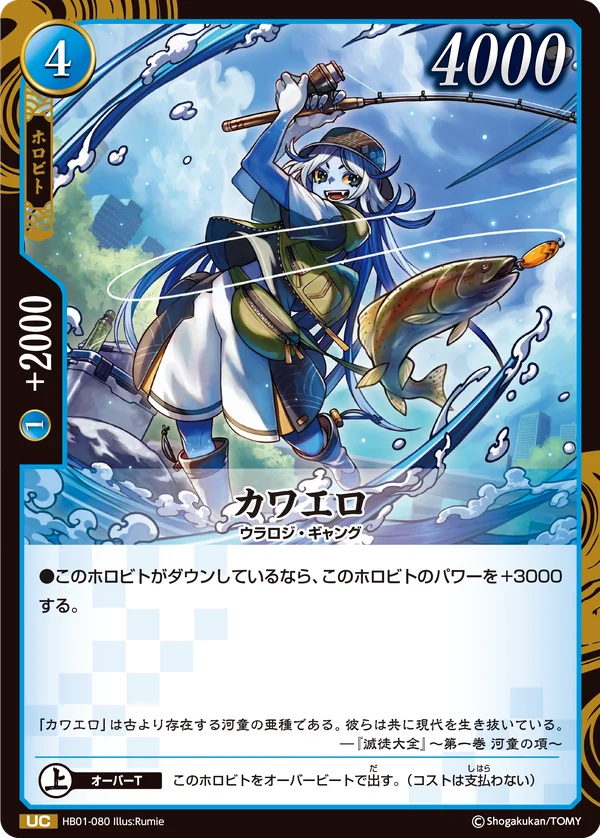 4
4000
ホロビト
+2000
1
カワエロ
ウラロジ・ギャング
●このホロビトがダウンしているなら、このホロビトのパワーを+3000
する。
「カワエロ」は古より存在する河童の亜種である。彼らは共に現代を生き抜いている。
―『滅徒大全』～第一巻 河童の項～
上 オーバーT このホロビトをオーバービートで出す。(コストは支払わない)
だ
しはら
UC HB01-080 Illus:Rumie
©Shogakukan/TOMY